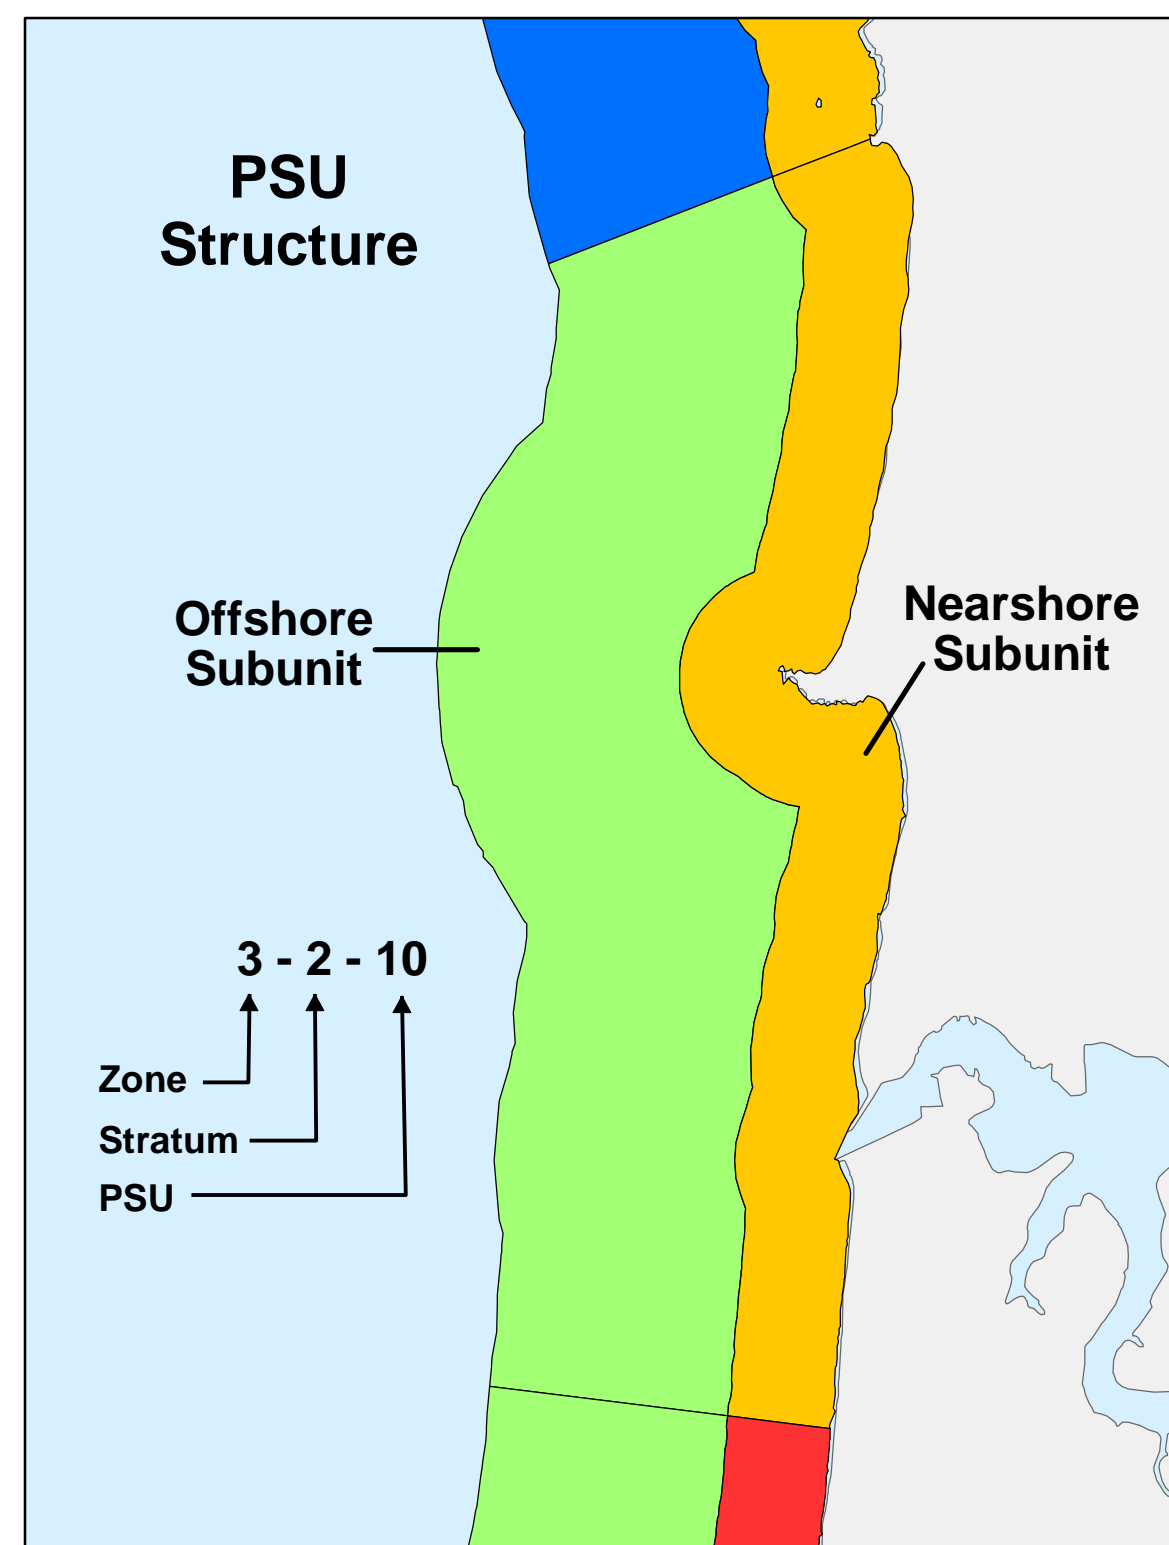 PSU
Structure
Offshore
Subunit
Nearshore
Subunit
3 - 2 - 10
Zone
Stratum
PSU